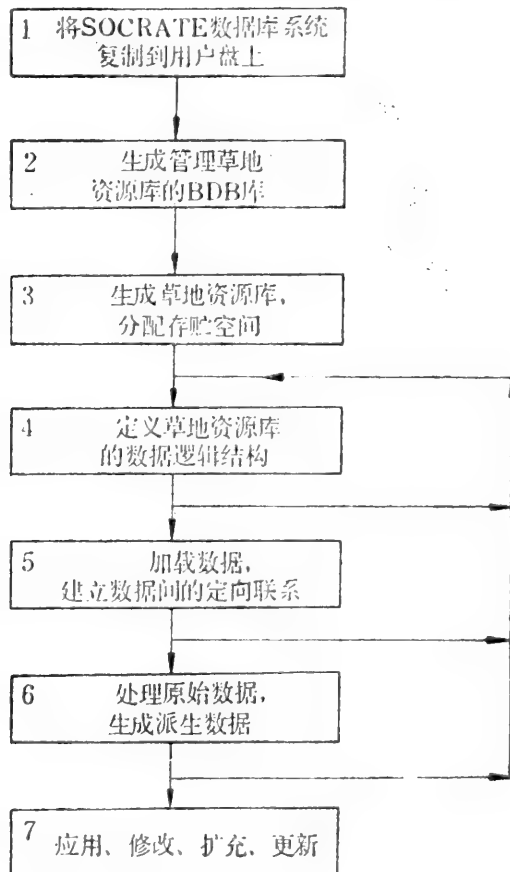 1 将SOCRATE数据库系统
复制到用户盘上
2 生成管理草地
资源库的BDB库
3 生成草地资源库，
分配存贮空间
4 定义草地资源库
的数据逻辑结构
5 加载数据，
建立数据间的定向联系
6 处理原始数据，
生成派生数据
7 应用、修改、扩充、更新